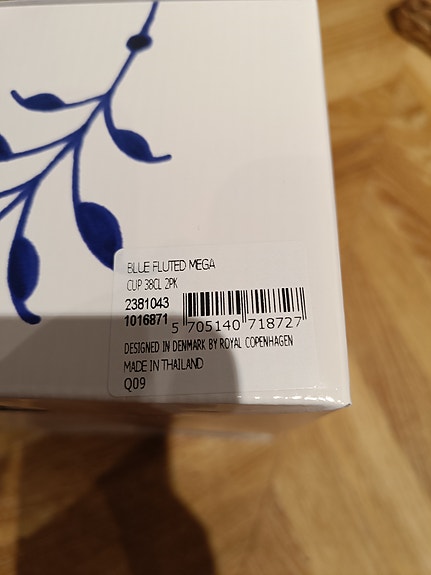 BLUE FLUTED MEGA
CUP 38CL 2PK
2381043
1016871
5 705140 718727
DESIGNED IN DENMARK BY ROYAL COPENHAGEN
MADE IN THAILAND
Q09